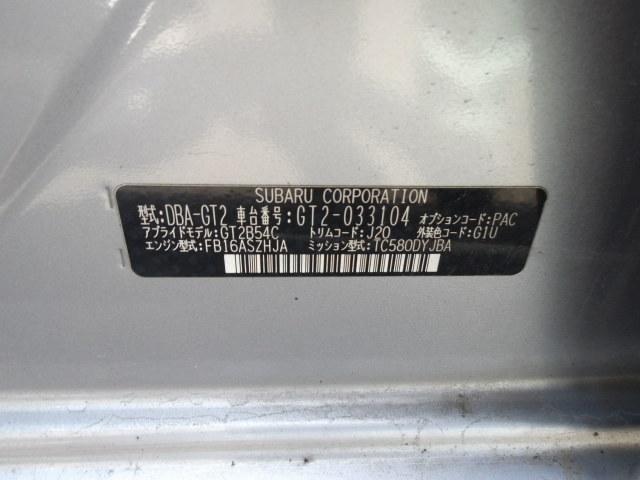 SUBARU CORPORATION
型式:DBA-GT2 車台番号:GT2-033104 オプションコード:PAC
アプライドモデル:GT2B54C トリムコード:J20 外装色コード:G1U
エンジン型式:FB16ASZHJA ミッション型式:TC580DYJBA